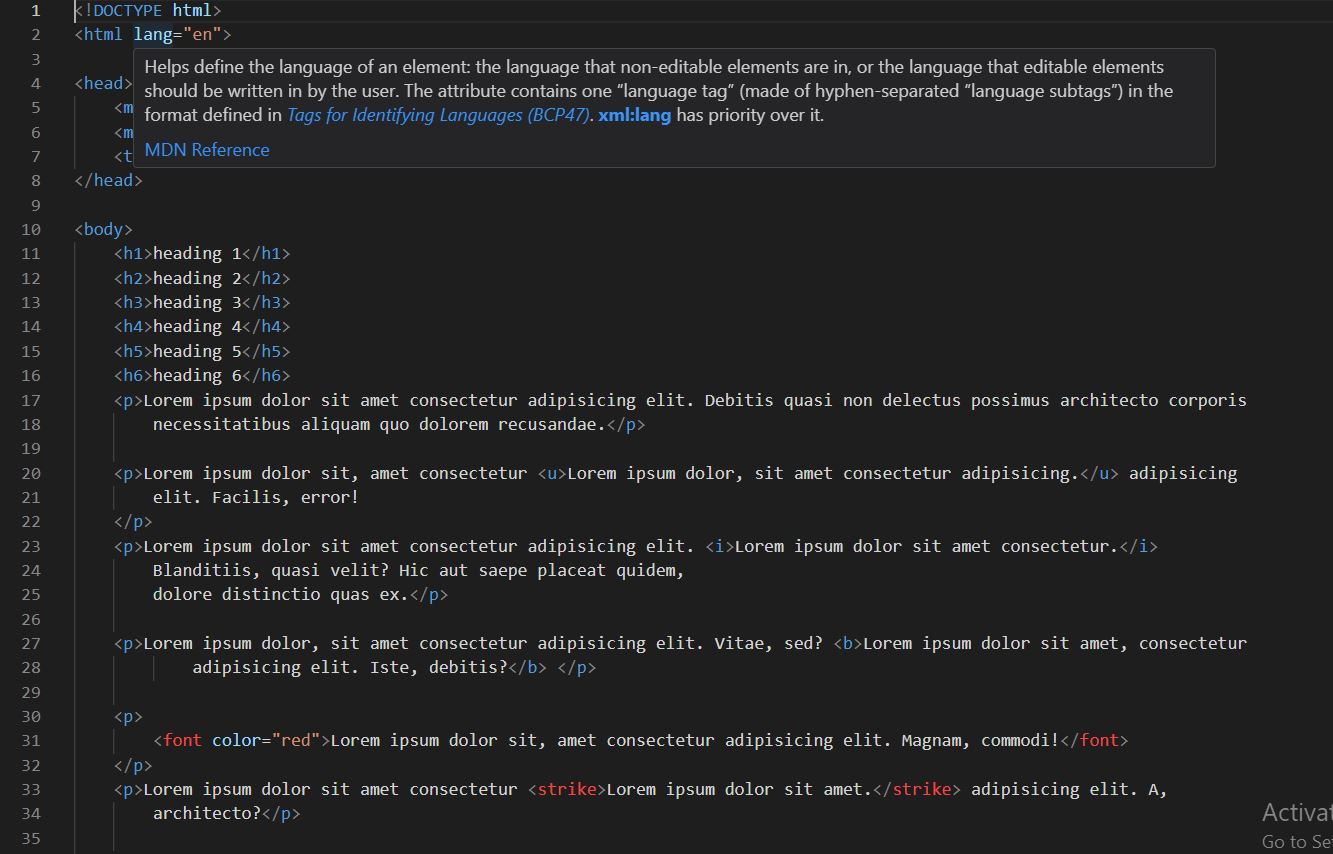 1 <!DOCTYPE html>
2 <html lang="en">
3
Helps define the language of an element: the language that non-editable elements are in, or the language that editable elements
should be written in by the user. The attribute contains one “language tag” (made of hyphen-separated “language subtags”) in the
format defined in Tags for Identifying Languages (BCP47). xml:lang has priority over it.
MDN Reference
4 <head>
5 <m
6 <m
7 <t
8 </head>
9
10 <body>
11 <h1>heading 1</h1>
12 <h2>heading 2</h2>
13 <h3>heading 3</h3>
14 <h4>heading 4</h4>
15 <h5>heading 5</h5>
16 <h6>heading 6</h6>
17 <p>Lorem ipsum dolor sit amet consectetur adipisicing elit. Debitis quasi non delectus possimus architecto corporis
18 necessitatibus aliquam quo dolorem recusandae.</p>
19
20 <p>Lorem ipsum dolor sit, amet consectetur <u>Lorem ipsum dolor, sit amet consectetur adipisicing.</u> adipisicing
21 elit. Facilis, error!
22 </p>
23 <p>Lorem ipsum dolor sit amet consectetur adipisicing elit. <i>Lorem ipsum dolor sit amet consectetur.</i>
24 Blanditiis, quasi velit? Hic aut saepe placeat quidem,
25 dolore distinctio quas ex.</p>
26
27 <p>Lorem ipsum dolor, sit amet consectetur adipisicing elit. Vitae, sed? <b>Lorem ipsum dolor sit amet, consectetur
28 adipisicing elit. Iste, debitis?</b> </p>
29
30 <p>
31 <font color="red">Lorem ipsum dolor sit, amet consectetur adipisicing elit. Magnam, commodi!</font>
32 </p>
33 <p>Lorem ipsum dolor sit amet consectetur <strike>Lorem ipsum dolor sit amet.</strike> adipisicing elit. A,
34 architecto?</p>
35
Activat
Go to Se